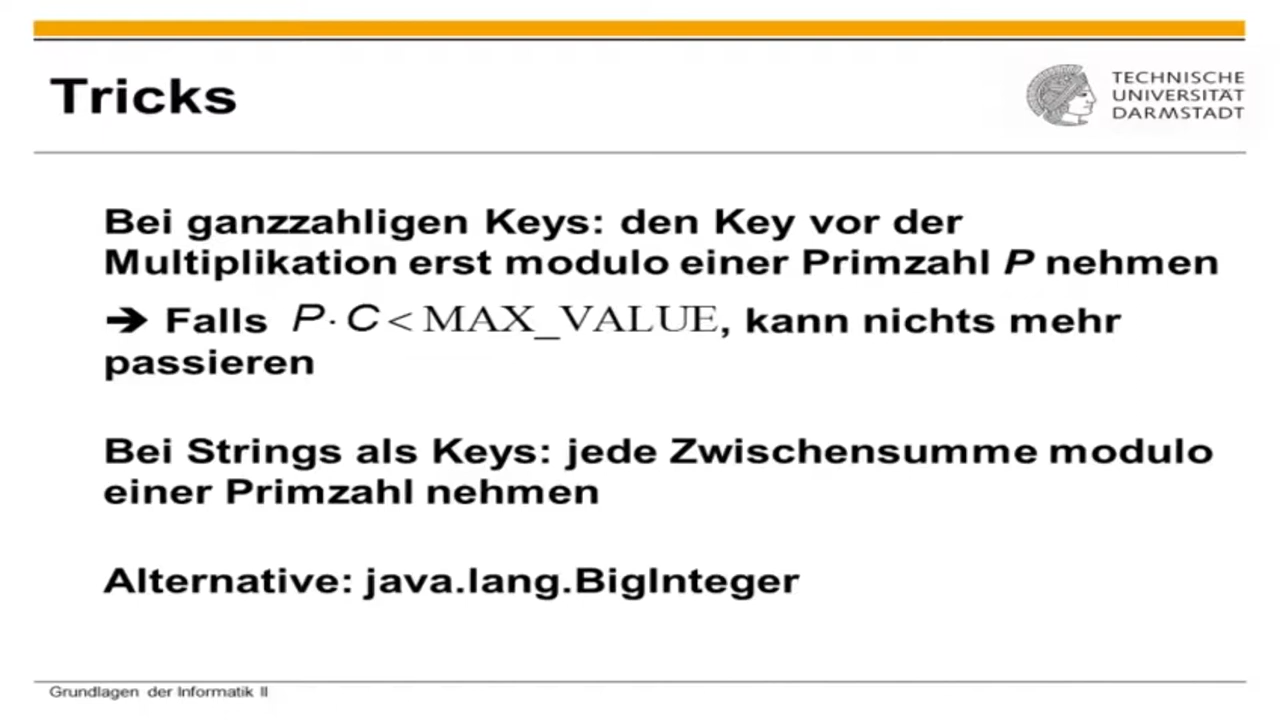 Tricks
TECHNISCHE
UNIVERSITÄT
DARMSTADT
Bei ganzzahligen Keys: den Key vor der
Multiplikation erst modulo einer Primzahl P nehmen
➔ Falls P · C < MAX_VALUE, kann nichts mehr
passieren
Bei Strings als Keys: jede Zwischensumme modulo
einer Primzahl nehmen
Alternative: java.lang.BigInteger
Grundlagen der Informatik II